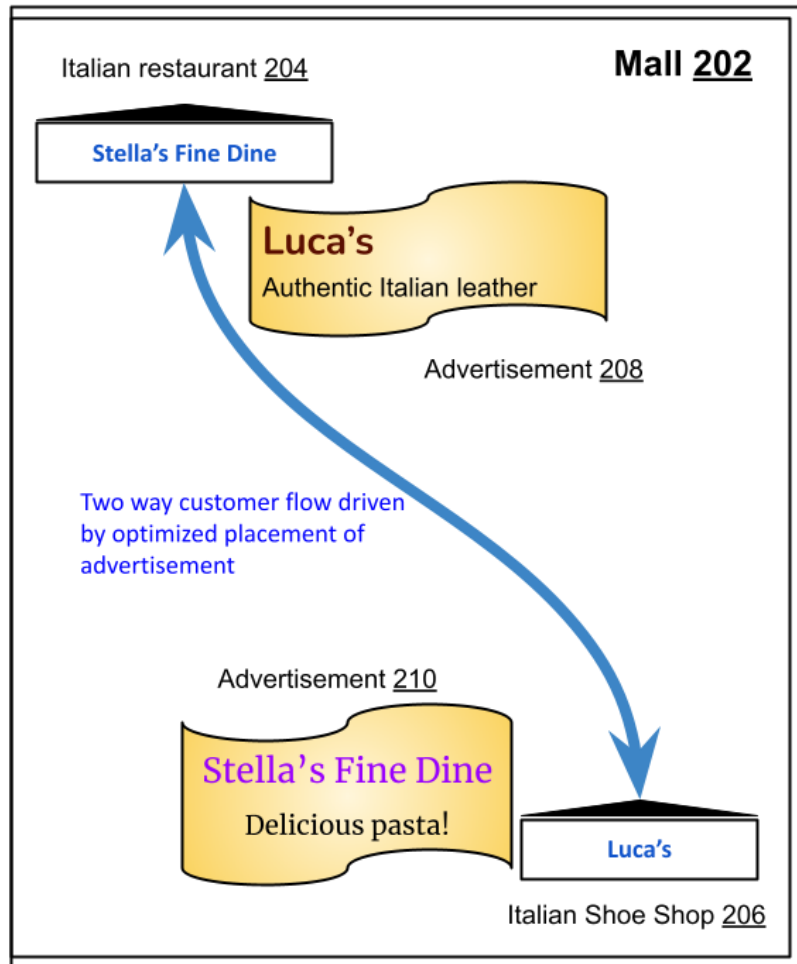 Italian restaurant 204
Mall 202
Stella’s Fine Dine
Luca’s
Authentic Italian leather
Advertisement 208
Two way customer flow driven
by optimized placement of
advertisement
Advertisement 210
Stella’s Fine Dine
Delicious pasta!
Luca’s
Italian Shoe Shop 206